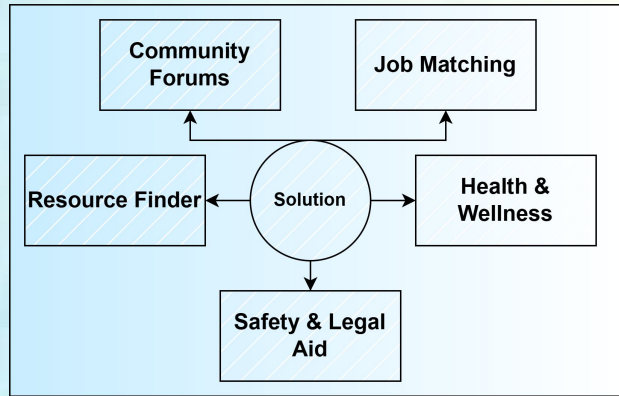 Community
Forums
Job Matching
Resource Finder
Solution
Health &
Wellness
Safety & Legal
Aid